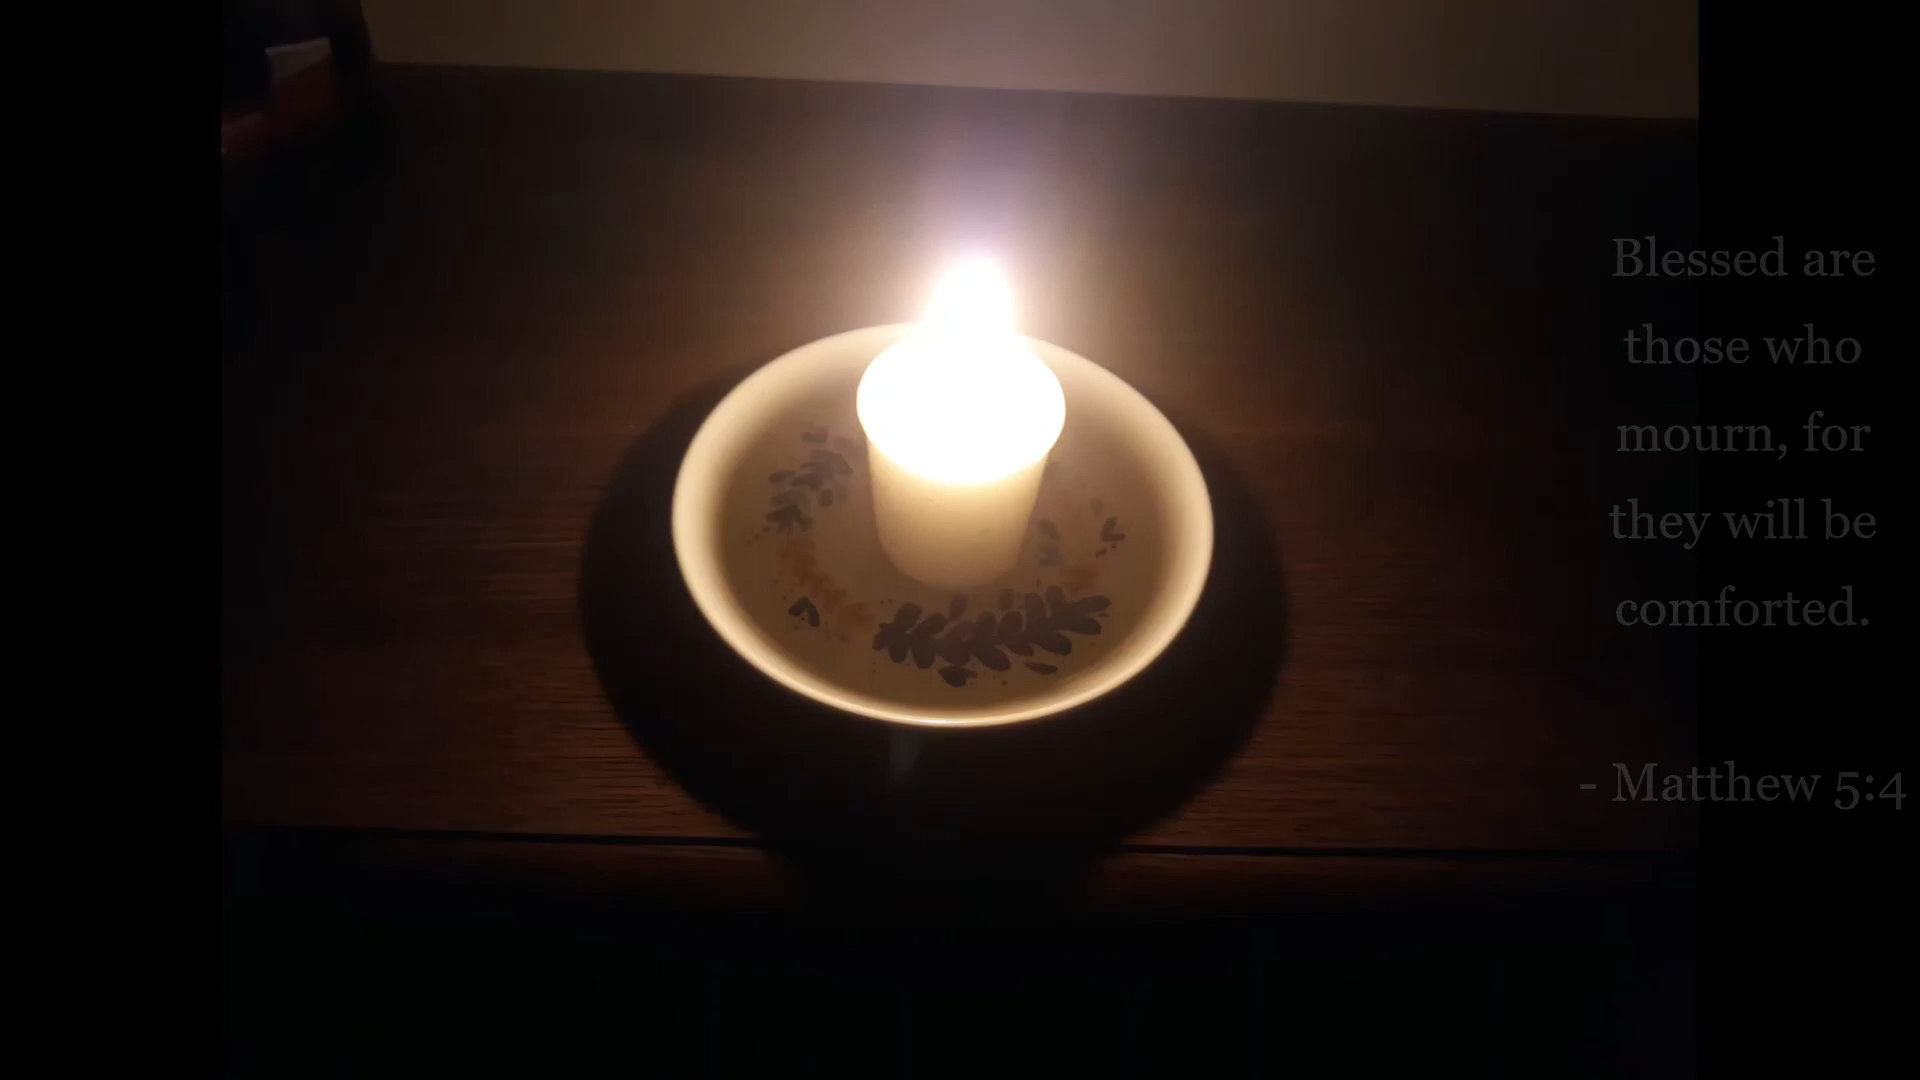 Blessed are
those who
mourn, for
they will be
comforted.
- Matthew 5:4